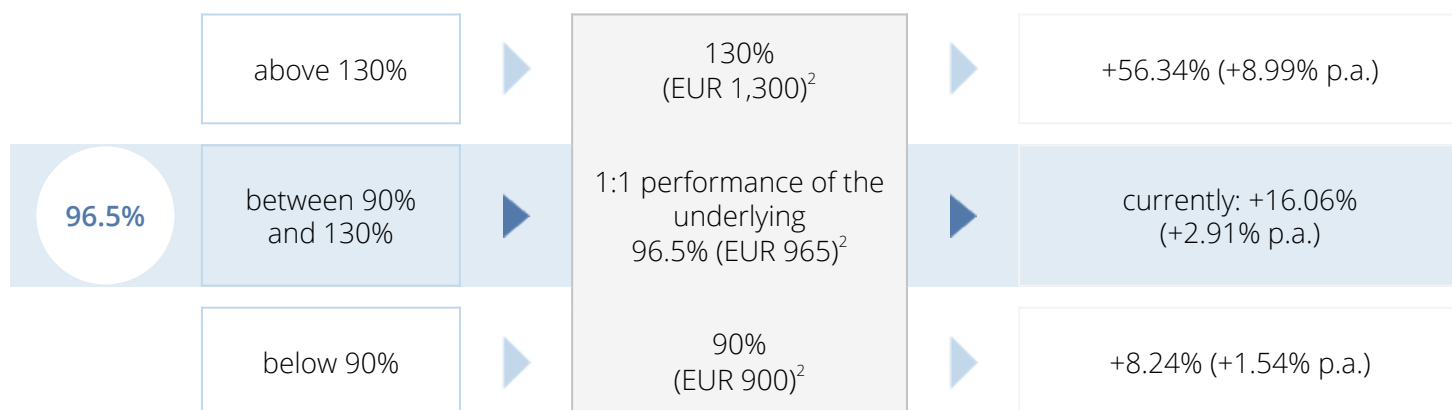 above 130%
130%
(EUR 1,300)²
+56.34% (+8.99% p.a.)
96.5%
between 90%
and 130%
1:1 performance of the
underlying
96.5% (EUR 965)²
currently: +16.06%
(+2.91% p.a.)
below 90%
90%
(EUR 900)²
+8.24% (+1.54% p.a.)